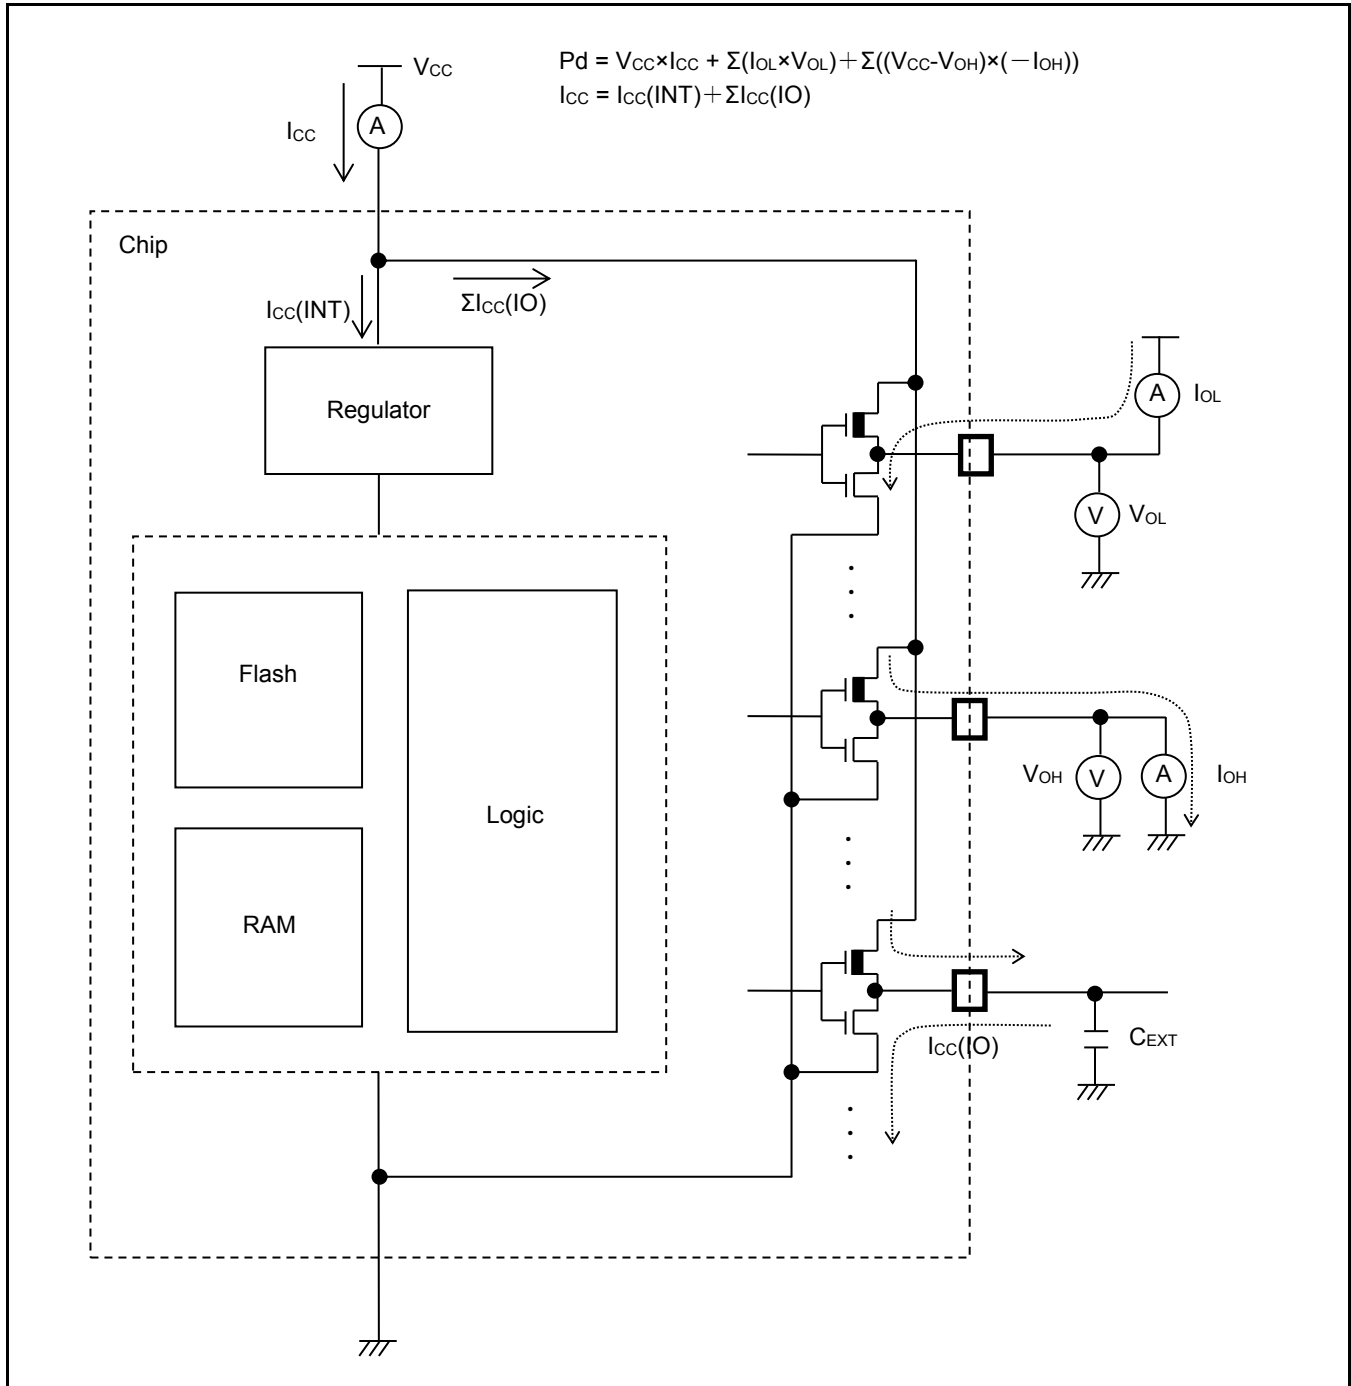 Pd = VCC×ICC + Σ(IOL×VOL)+Σ((VCC-VOH)×(-IOH))
ICC = ICC(INT)+ΣICC(IO)
VCC
A
ICC
Chip
ICC(INT)
ΣICC(IO)
Regulator
A
IOL
V
VOL
Flash
Logic
VOH
V
A
IOH
RAM
ICC(IO)
CEXT